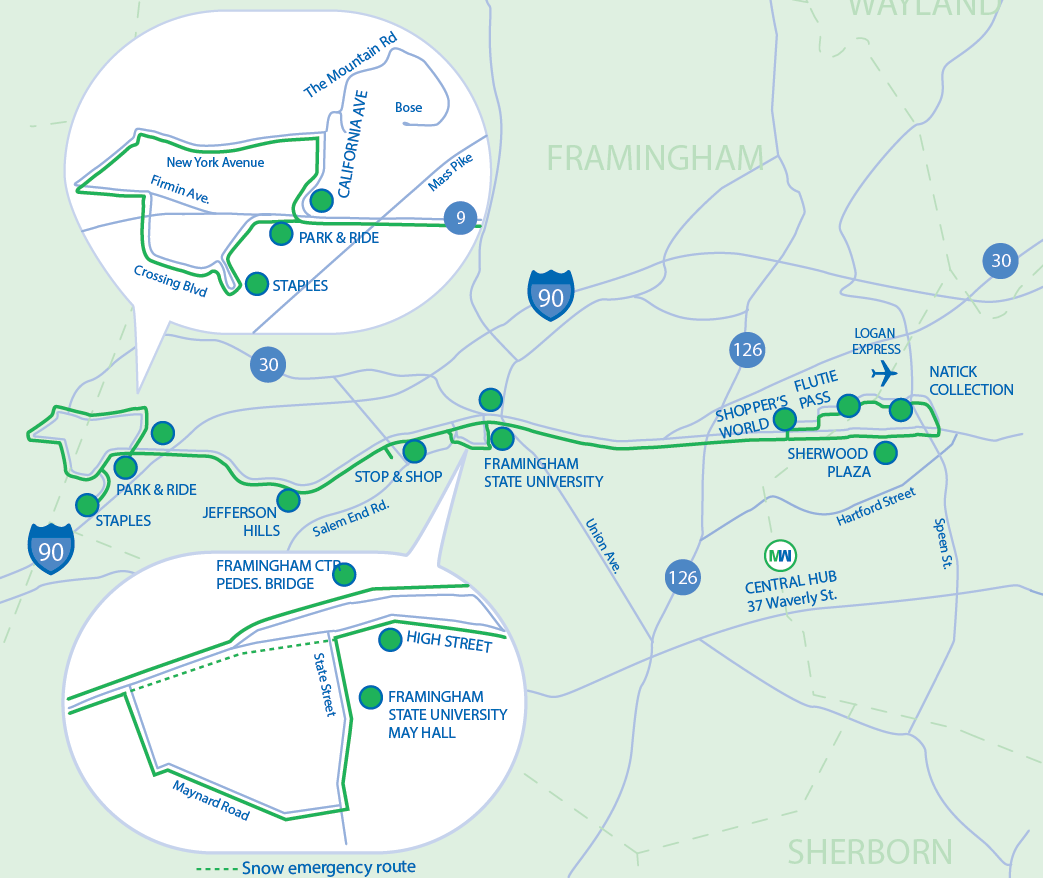 WAYLAND
The Mountain Rd
Bose
CALIFORNIA AVE
New York Avenue
Firmin Ave.
Mass Pike
9
PARK & RIDE
Crossing Blvd
STAPLES
FRAMINGHAM
30
90
126
30
LOGAN
EXPRESS
FLUTIE
PASS
NATICK
COLLECTION
SHOPPER'S
WORLD
SHERWOOD
PLAZA
STOP & SHOP
FRAMINGHAM
STATE UNIVERSITY
PARK & RIDE
STAPLES
JEFFERSON
HILLS
Salem End Rd.
Hartford Street
Speen St.
Union Ave.
90
126
MW
CENTRAL HUB
37 Waverly St.
FRAMINGHAM CTR
PEDES. BRIDGE
HIGH STREET
State Street
FRAMINGHAM
STATE UNIVERSITY
MAY HALL
Maynard Road
SHERBORN
Snow emergency route